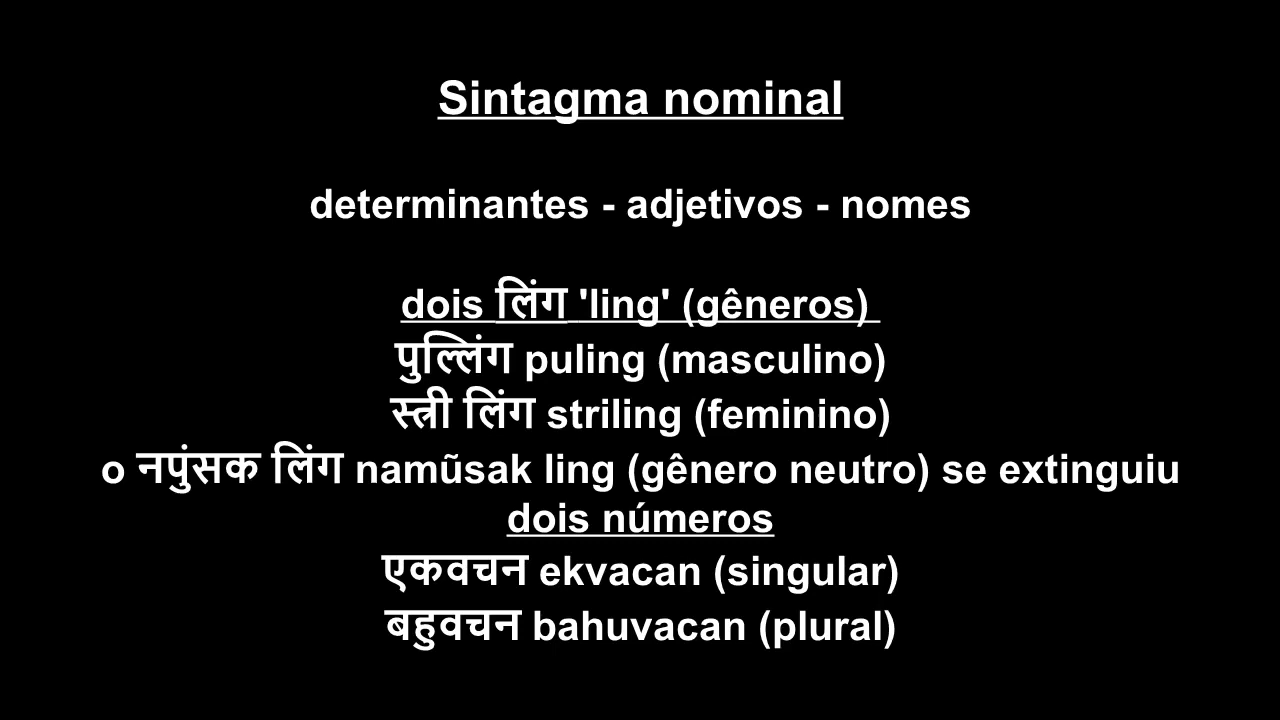 Sintagma nominal
determinantes - adjetivos - nomes
dois लिंग 'ling' (gêneros)
पुल्लिंग puling (masculino)
स्त्री लिंग striling (feminino)
o नपुंसक लिंग namũsak ling (gênero neutro) se extinguiu
dois números
एकवचन ekvacan (singular)
बहुवचन bahuvacan (plural)